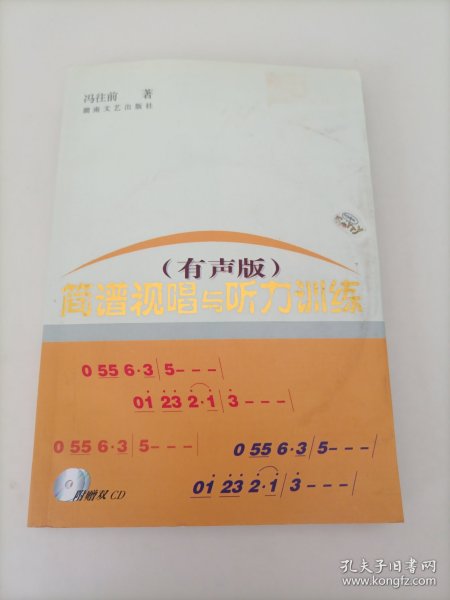 冯往前 著
湖南文艺出版社
（有声版）
简谱视唱与听力训练
0 55 6·3|5---|
01 23 2·1|3---|
0 55 6·3|5---|
0 55 6·3|5---|
01 23 2·1|3---|
附赠双CD
孔夫子旧书网
www.kongfz.com